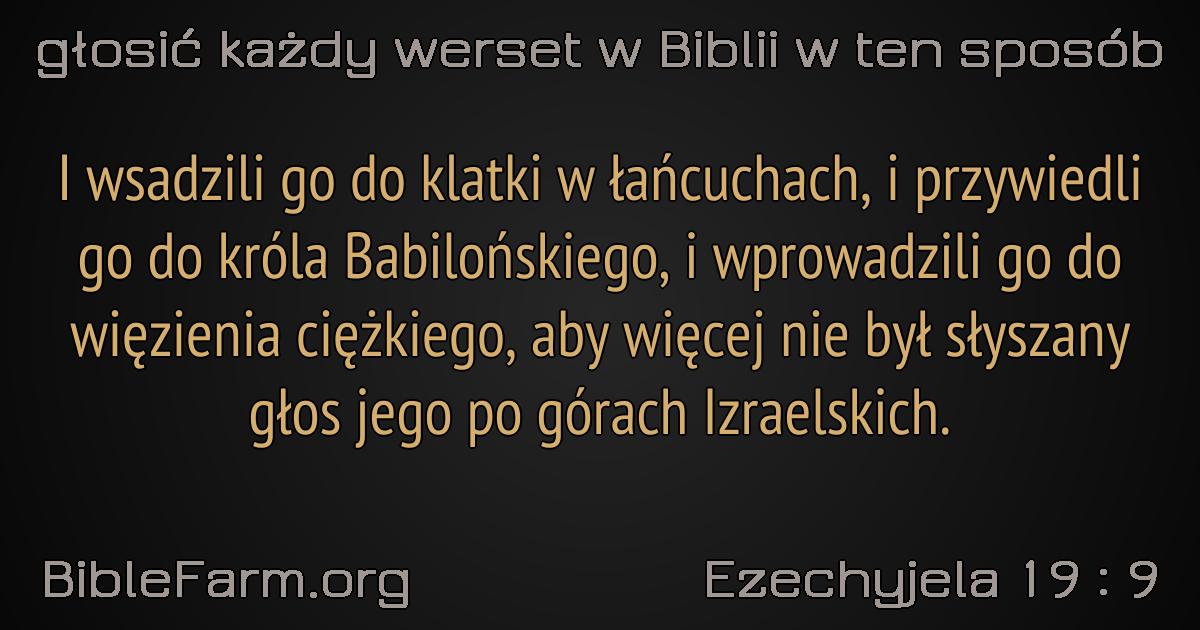 głosić każdy werset w Biblii w ten sposób
I wsadzili go do klatki w łańcuchach, i przywiedli
go do króla Babilońskiego, i wprowadzili go do
więzienia ciężkiego, aby więcej nie był słyszany
głos jego po górach Izraelskich.
BibleFarm.org
Ezechyjela 19 : 9